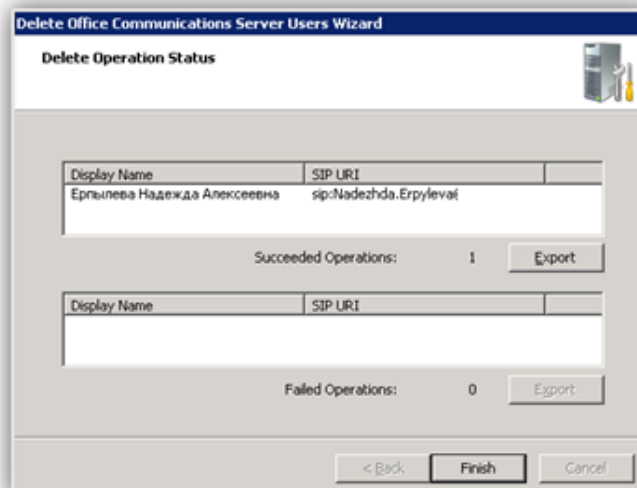 Delete Office Communications Server Users Wizard
Delete Operation Status
Display Name SIP URI
Ерпылева Надежда Алексеевна sip:Nadezhda.Erpyleva
Succeeded Operations: 1 Export
Display Name SIP URI
Failed Operations: 0 Export
< Back Finish Cancel